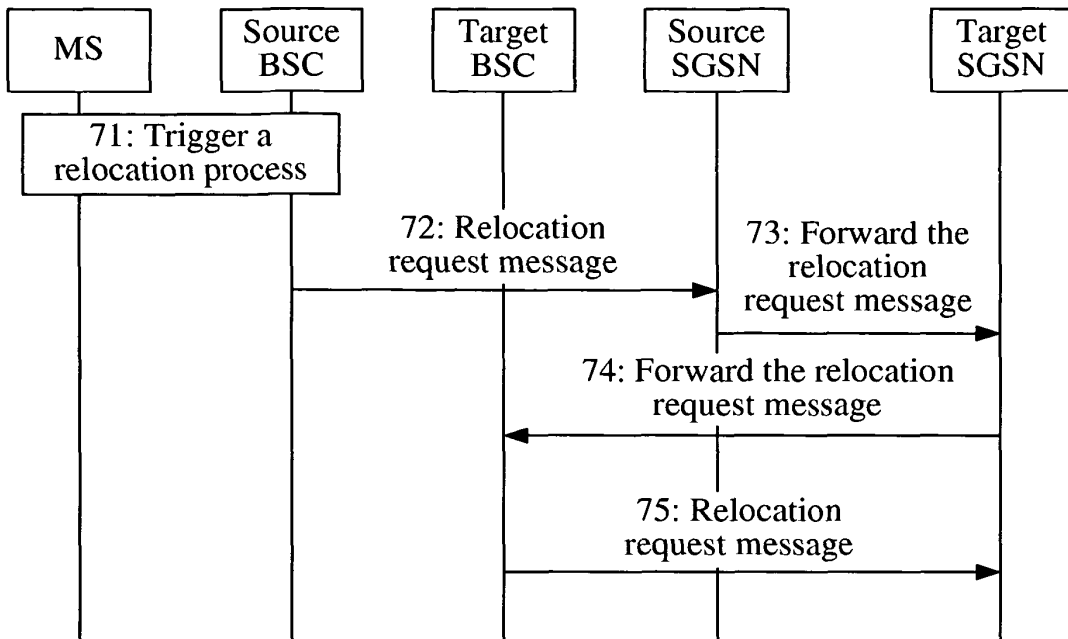 MS
Source
BSC
Target
BSC
Source
SGSN
Target
SGSN
71: Trigger a
relocation process
72: Relocation
request message
73: Forward the
relocation
request message
74: Forward the relocation
request message
75: Relocation
request message